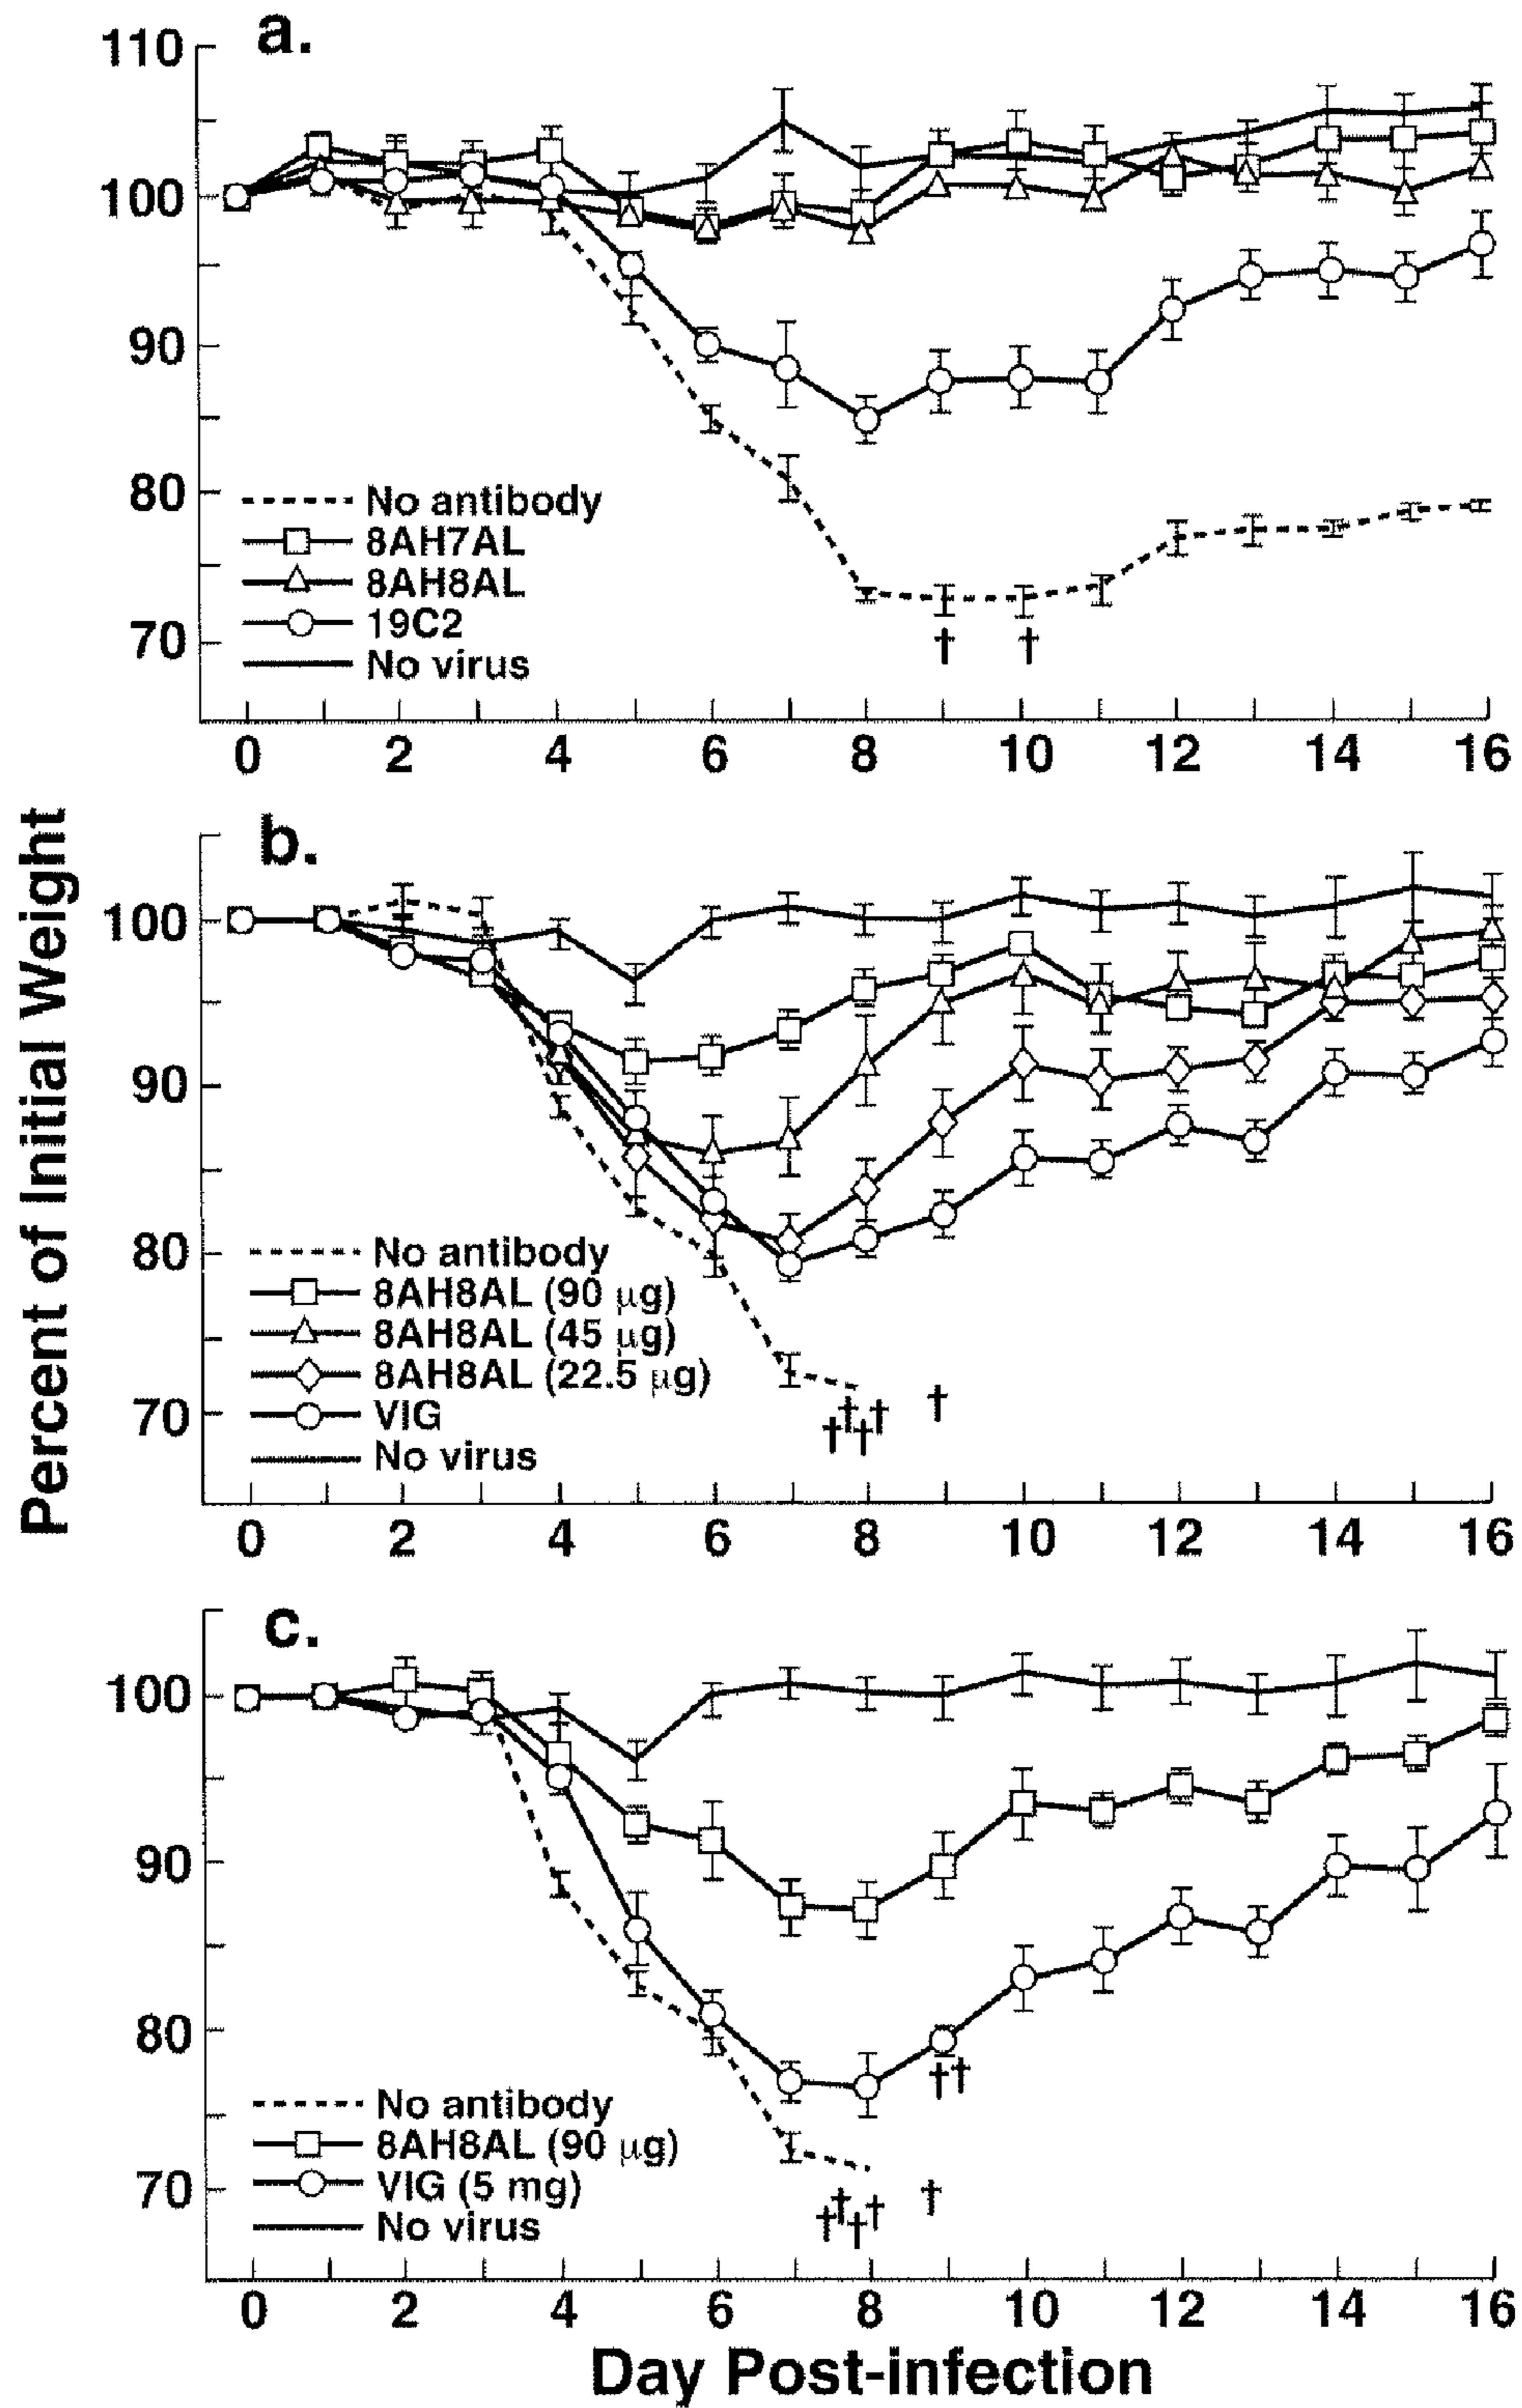 a.
110
100
90
80
70
No antibody
8AH7AL
8AH8AL
19C2
No virus
† †
0 2 4 6 8 10 12 14 16
b.
100
90
80
70
No antibody
8AH8AL (90 µg)
8AH8AL (45 µg)
8AH8AL (22.5 µg)
VIG
No virus
† † † † †
0 2 4 6 8 10 12 14 16
c.
100
90
80
70
No antibody
8AH8AL (90 µg)
VIG (5 mg)
No virus
† †
† † † † †
0 2 4 6 8 10 12 14 16
Percent of Initial Weight
Day Post-infection